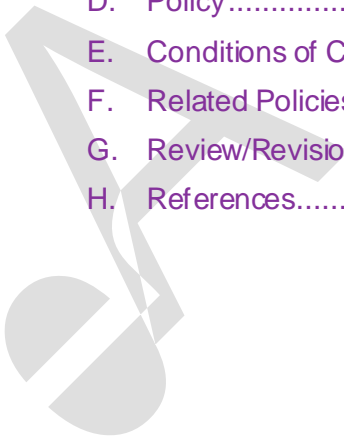 D. Policy..............
E. Conditions of C
F. Related Policies
G. Review/Revisio
H. References......